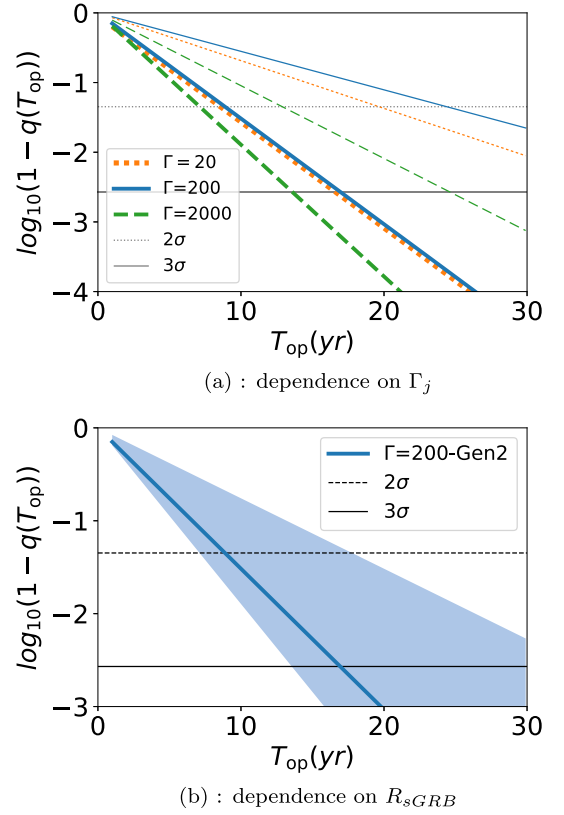 0
−1
−2
−3
−4
log₁₀(1 − q(Tₒₚ))
Γ = 20
Γ=200
Γ=2000
2σ
3σ
0 10 20 30
Tₒₚ(yr)
(a) : dependence on Γⱼ
0
−1
−2
−3
log₁₀(1 − q(Tₒₚ))
Γ=200-Gen2
2σ
3σ
0 10 20 30
Tₒₚ(yr)
(b) : dependence on R_{sGRB}